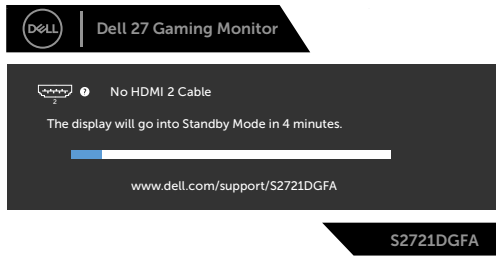 DELL
Dell 27 Gaming Monitor
? No HDMI 2 Cable
2
The display will go into Standby Mode in 4 minutes.
www.dell.com/support/S2721DGFA
S2721DGFA